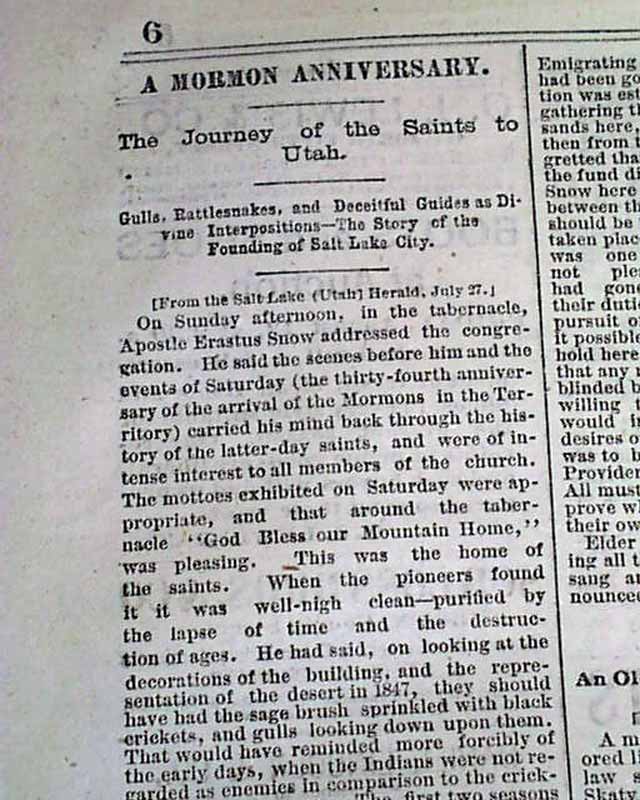 6
A MORMON ANNIVERSARY.
The Journey of the Saints to
Utah.
Gulls, Rattlesnakes, and Deceitful Guides as Di-
vine Interpositions—The Story of the
Founding of Salt Lake City.
[From the Salt Lake (Utah) Herald, July 27.]
On Sunday afternoon, in the tabernacle,
Apostle Erastus Snow addressed the congre-
gation. He said the scenes before him and the
events of Saturday (the thirty-fourth anniver-
sary of the arrival of the Mormons in the Ter-
ritory) carried his mind back through the his-
tory of the latter-day saints, and were of in-
tense interest to all members of the church.
The mottoes exhibited on Saturday were ap-
propriate, and that around the taber-
nacle "God Bless our Mountain Home,"
was pleasing. This was the home of
the saints. When the pioneers found
it it was well-nigh clean—purified by
the lapse of time and the destruc-
tion of ages. He had said, on looking at the
decorations of the building, and the repre-
sentation of the desert in 1847, they should
have had the sage brush sprinkled with black
crickets, and gulls looking down upon them.
That would have reminded more forcibly of
the early days, when the Indians were not re-
garded as enemies in comparison to the crick-
The first two seasons
Emigrating
had been go
tion was est
gathering th
sands here,
then from t
gretted tha
the fund di
Snow here
between th
should be
taken plac
was one
not ple
had gone
their duti
pursuit o
it possible
hold here
that any
blinded b
willing t
would in
desires o
was to b
Provider
All must
prove w
their ow
Elder
ing all t
sang a
nounced
An Ol
A m
ored li
law s
Skatw